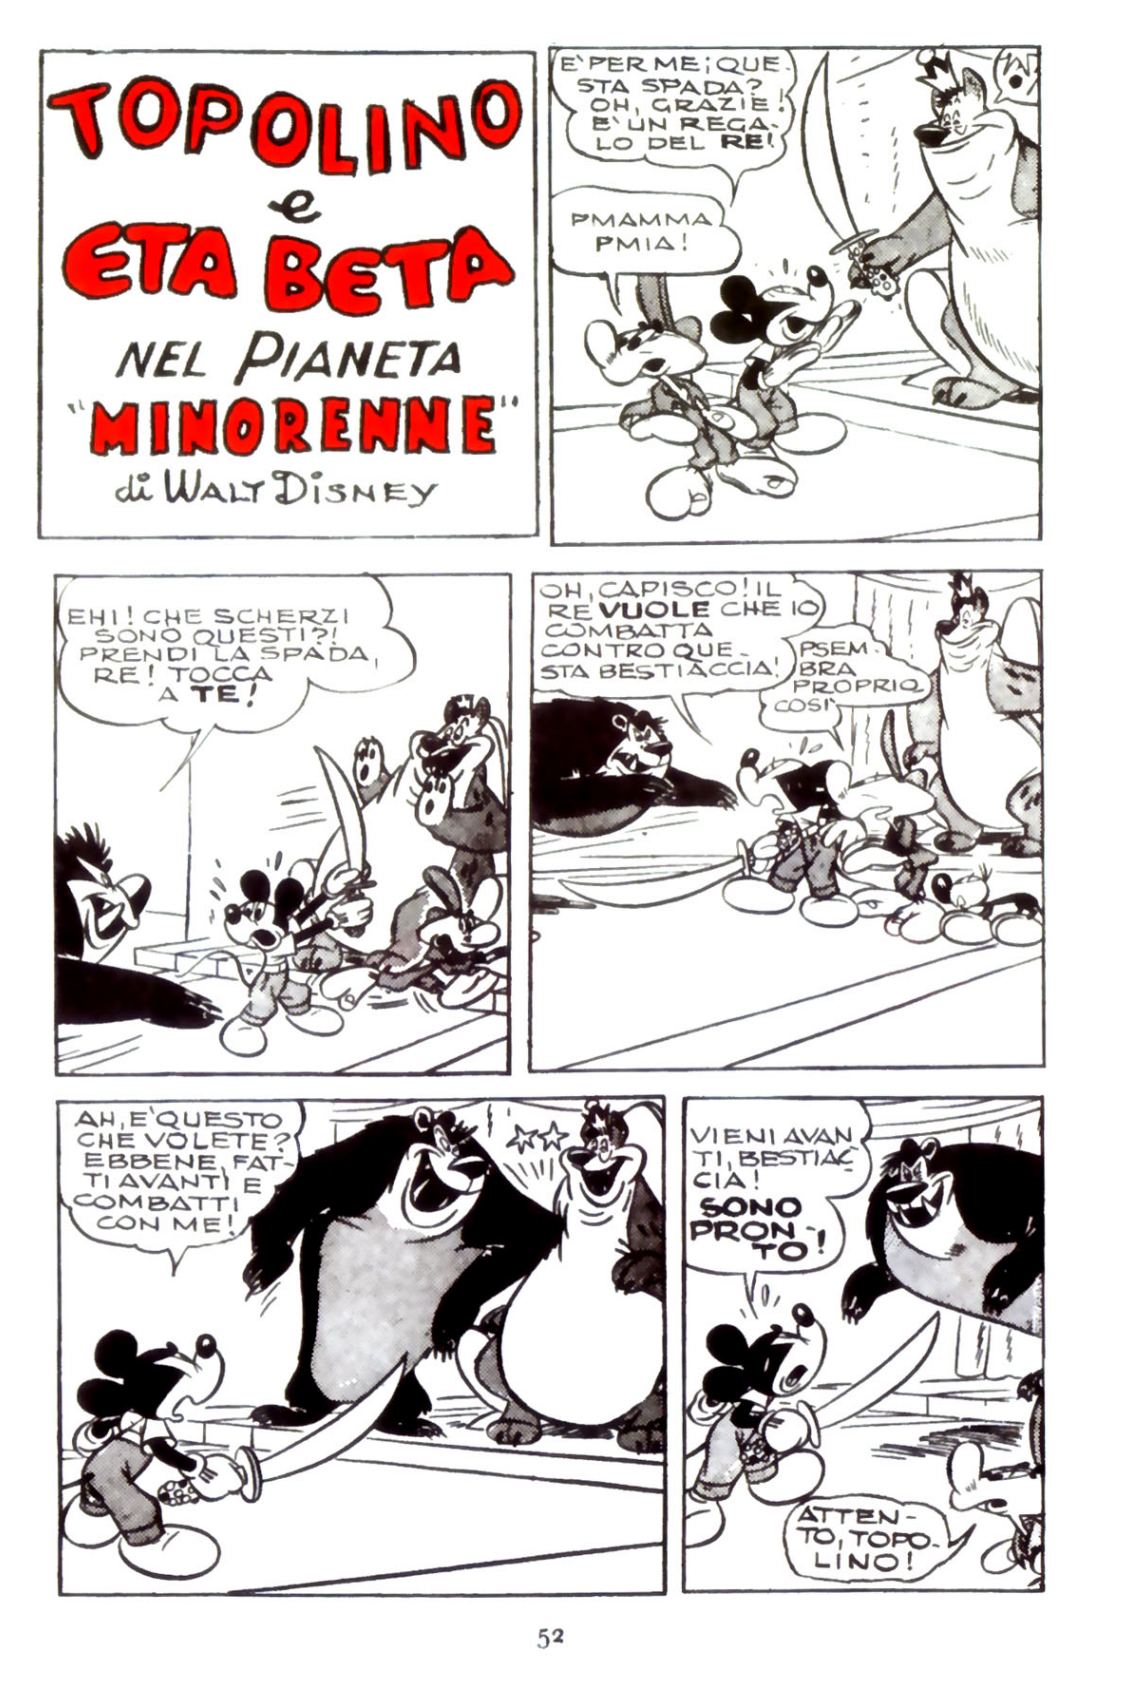 TOPOLINO
e
ETA BETA
NEL PIANETA
"MINORENNE"
di WALT DISNEY
E' PER ME; QUE-
STA SPADA?
OH, GRAZIE!
E' UN REGA-
LO DEL RE!
PMAMMA
PMIA!
EHI! CHE SCHERZI
SONO QUESTI?!
PRENDI LA SPADA,
RE! TOCCA
A TE!
OH, CAPISCO! IL
RE VUOLE CHE IO
COMBATTA
CONTRO QUE-
STA BESTIACCIA!
PSEM-
BRA
PROPRIO
COSI'
AH, E' QUESTO
CHE VOLETE?
EBBENE, FAT-
TI AVANTI E
COMBATTI
CON ME!
VIENI AVAN
TI, BESTIAC-
CIA!
SONO
PRON-
TO!
ATTEN-
TO, TOPO-
LINO!
52